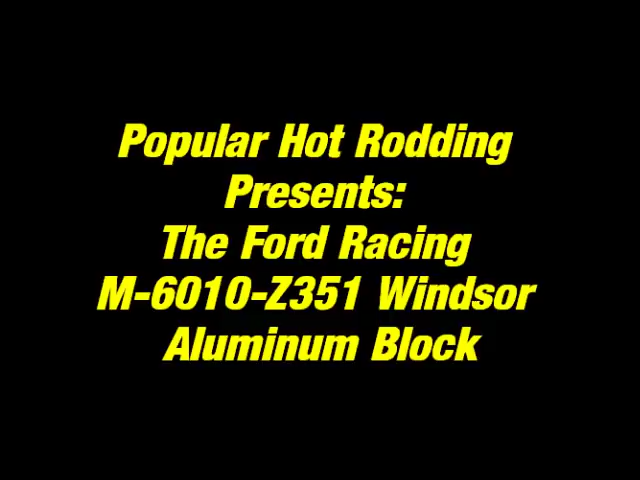 Popular Hot Rodding
Presents:
The Ford Racing
M-6010-Z351 Windsor
Aluminum Block